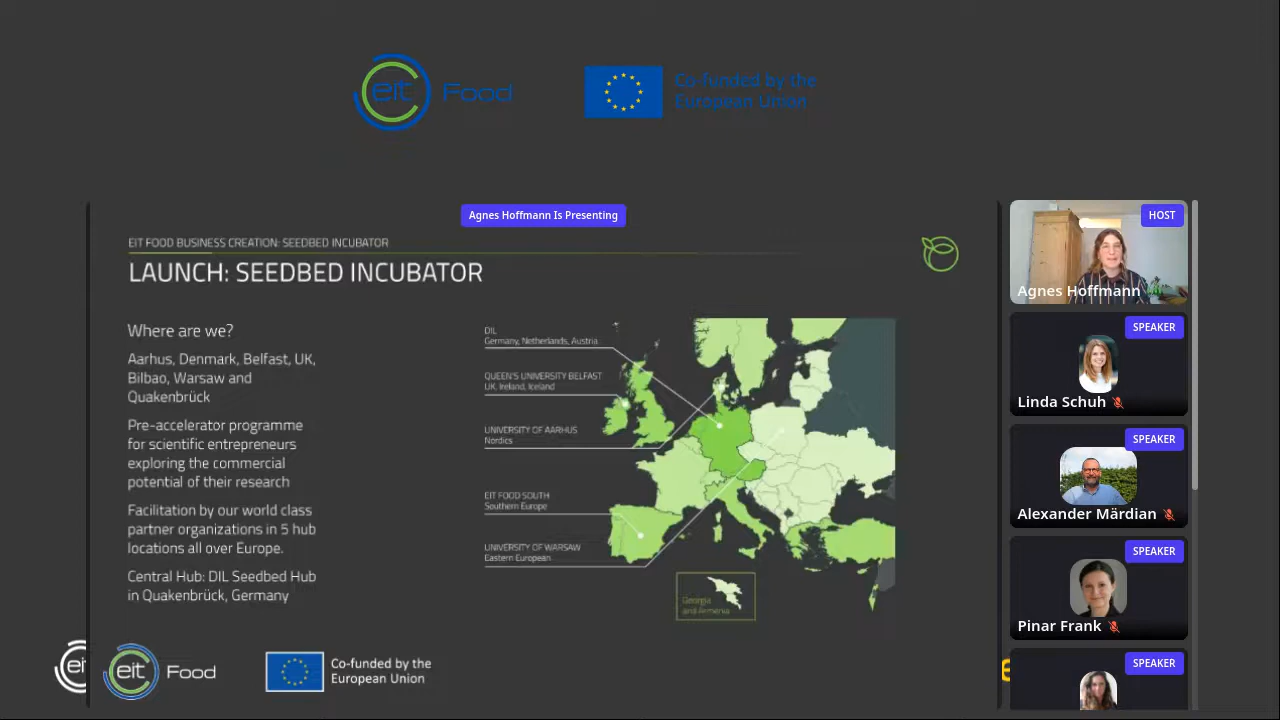 eit Food
Co-funded by the
European Union
Agnes Hoffmann Is Presenting
EIT FOOD BUSINESS CREATION: SEEDBED INCUBATOR
LAUNCH: SEEDBED INCUBATOR
Where are we?
Aarhus, Denmark, Belfast, UK,
Bilbao, Warsaw and
Quakenbrück
Pre-accelerator programme
for scientific entrepreneurs
exploring the commercial
potential of their research
Facilitation by our world class
partner organizations in 5 hub
locations all over Europe.
Central Hub: DIL Seedbed Hub
in Quakenbrück, Germany
DIL
Germany, Netherlands, Austria
QUEEN'S UNIVERSITY BELFAST
UK, Ireland, Iceland
UNIVERSITY OF AARHUS
Nordics
EIT FOOD SOUTH
Southern Europe
UNIVERSITY OF WARSAW
Eastern European
Georgia
and Armenia
ei
eit Food
Co-funded by the
European Union
e
HOST
Agnes Hoffmann
SPEAKER
Linda Schuh
SPEAKER
Alexander Märdian
SPEAKER
Pinar Frank
SPEAKER